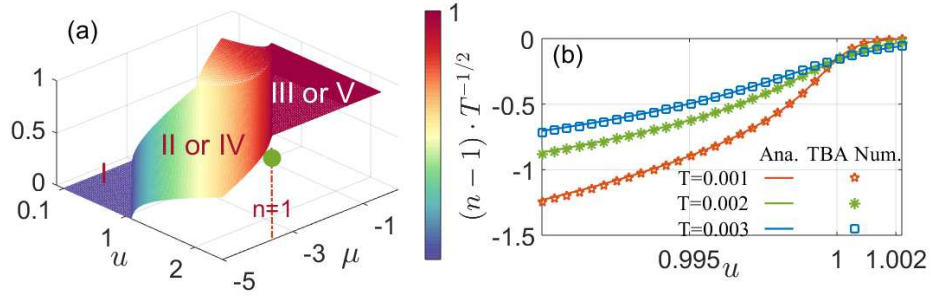 (a)
1
0.5
0
I
II or IV
III or V
n=1
0.1
1
2
u
-5
-3
-1
μ
1
0
(b)
0
-0.5
-1
-1.5
(n − 1) · T^{-1/2}
Ana. TBA Num.
T=0.001
T=0.002
T=0.003
0.995
1
1.002
u